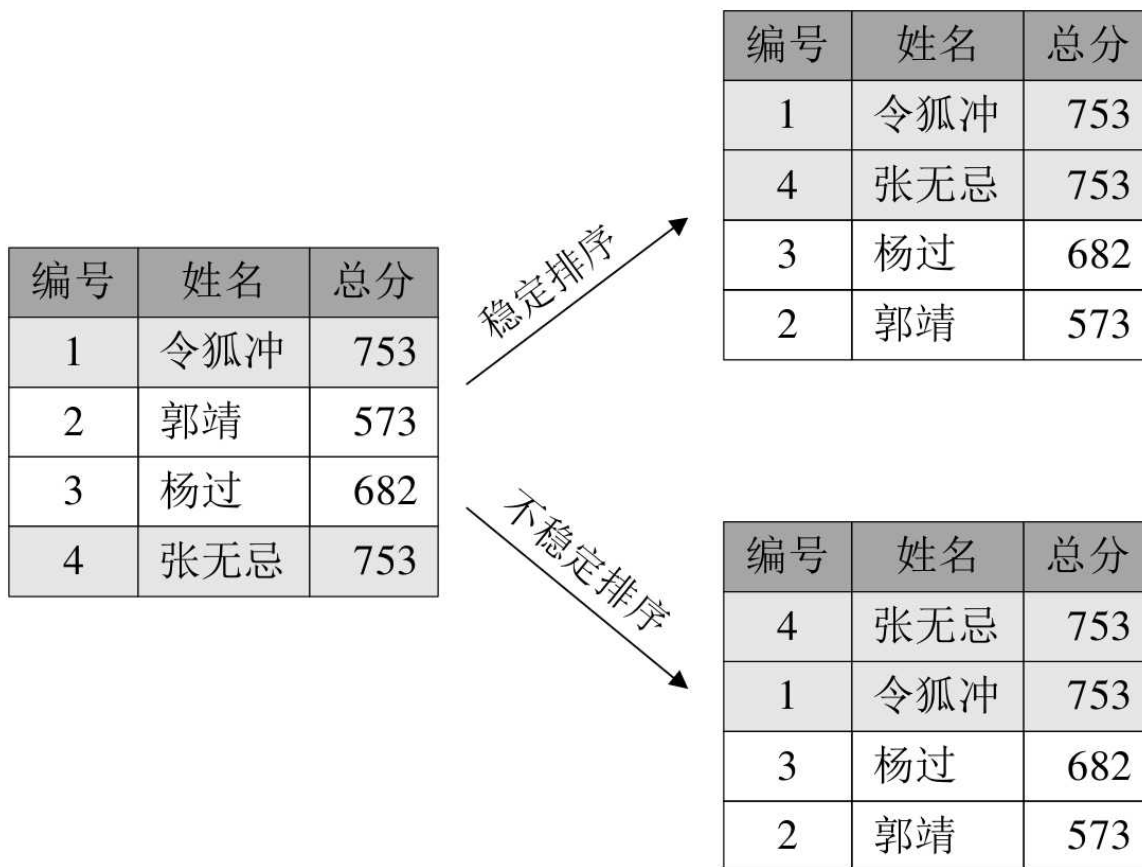 编号 姓名 总分
1 令狐冲 753
2 郭靖 573
3 杨过 682
4 张无忌 753
稳定排序
编号 姓名 总分
1 令狐冲 753
4 张无忌 753
3 杨过 682
2 郭靖 573
不稳定排序
编号 姓名 总分
4 张无忌 753
1 令狐冲 753
3 杨过 682
2 郭靖 573